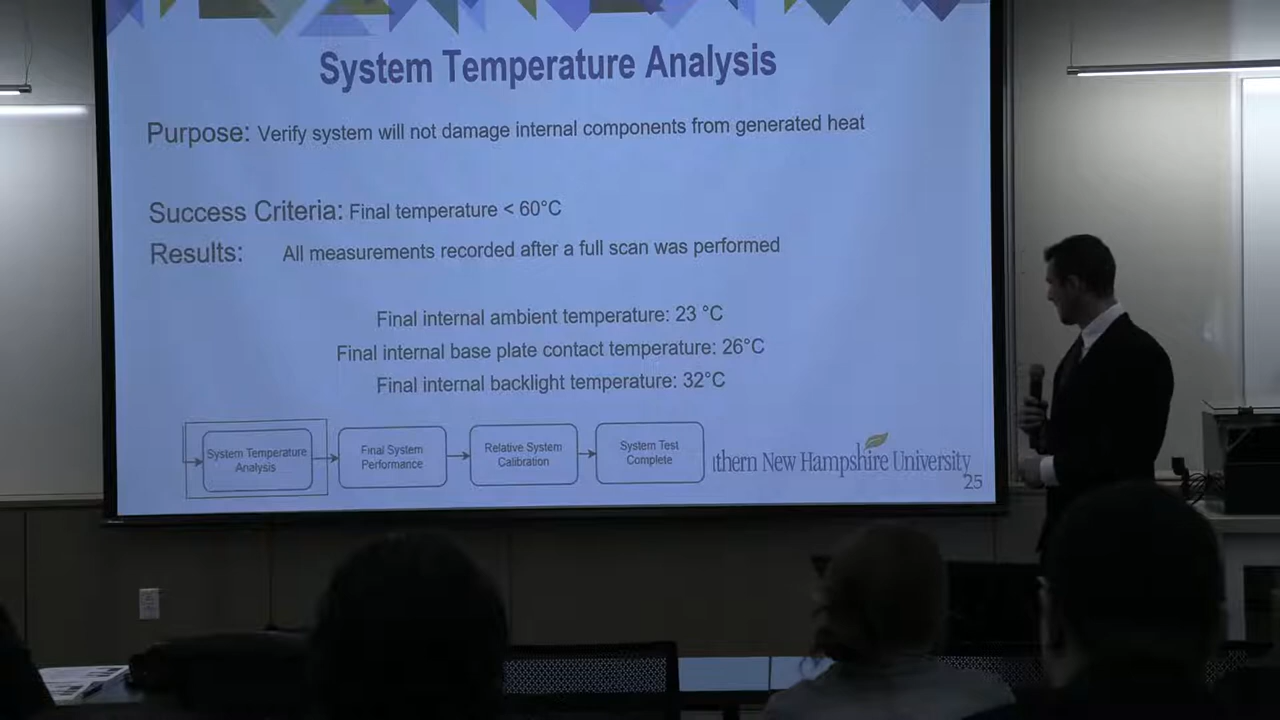 System Temperature Analysis
Purpose: Verify system will not damage internal components from generated heat
Success Criteria: Final temperature < 60°C
Results: All measurements recorded after a full scan was performed
Final internal ambient temperature: 23 °C
Final internal base plate contact temperature: 26°C
Final internal backlight temperature: 32°C
System Temperature
Analysis
Final System
Performance
Relative System
Calibration
System Test
Complete
thern New Hampshire University
25